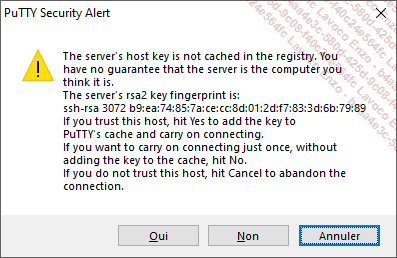 PuTTY Security Alert
The server's host key is not cached in the registry. You
have no guarantee that the server is the computer you
think it is.
The server's rsa2 key fingerprint is:
ssh-rsa 3072 b9:ea:74:85:7a:ce:cc:8d:01:2d:f7:83:3d:6b:79:89
If you trust this host, hit Yes to add the key to
PuTTY's cache and carry on connecting.
If you want to carry on connecting just once, without
adding the key to the cache, hit No.
If you do not trust this host, hit Cancel to abandon the
connection.
Oui
Non
Annuler